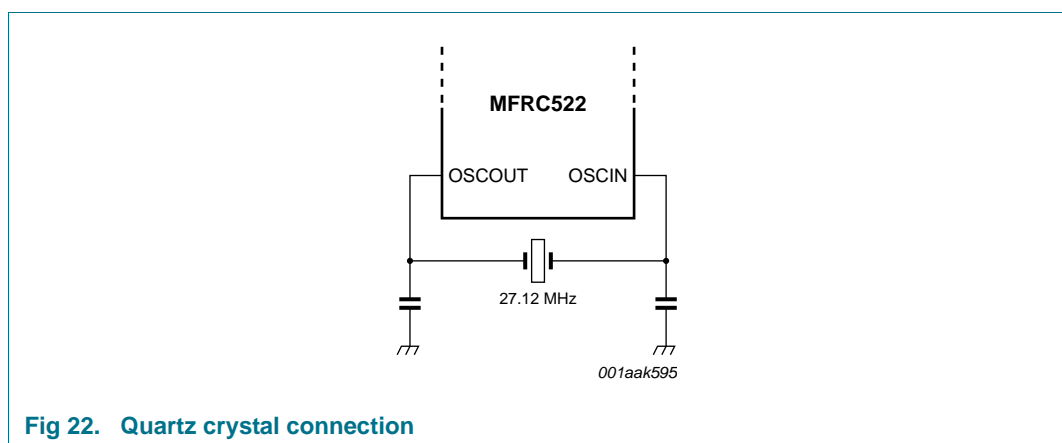 MFRC522
OSCOUT OSCIN
27.12 MHz
001aak595
Fig 22. Quartz crystal connection